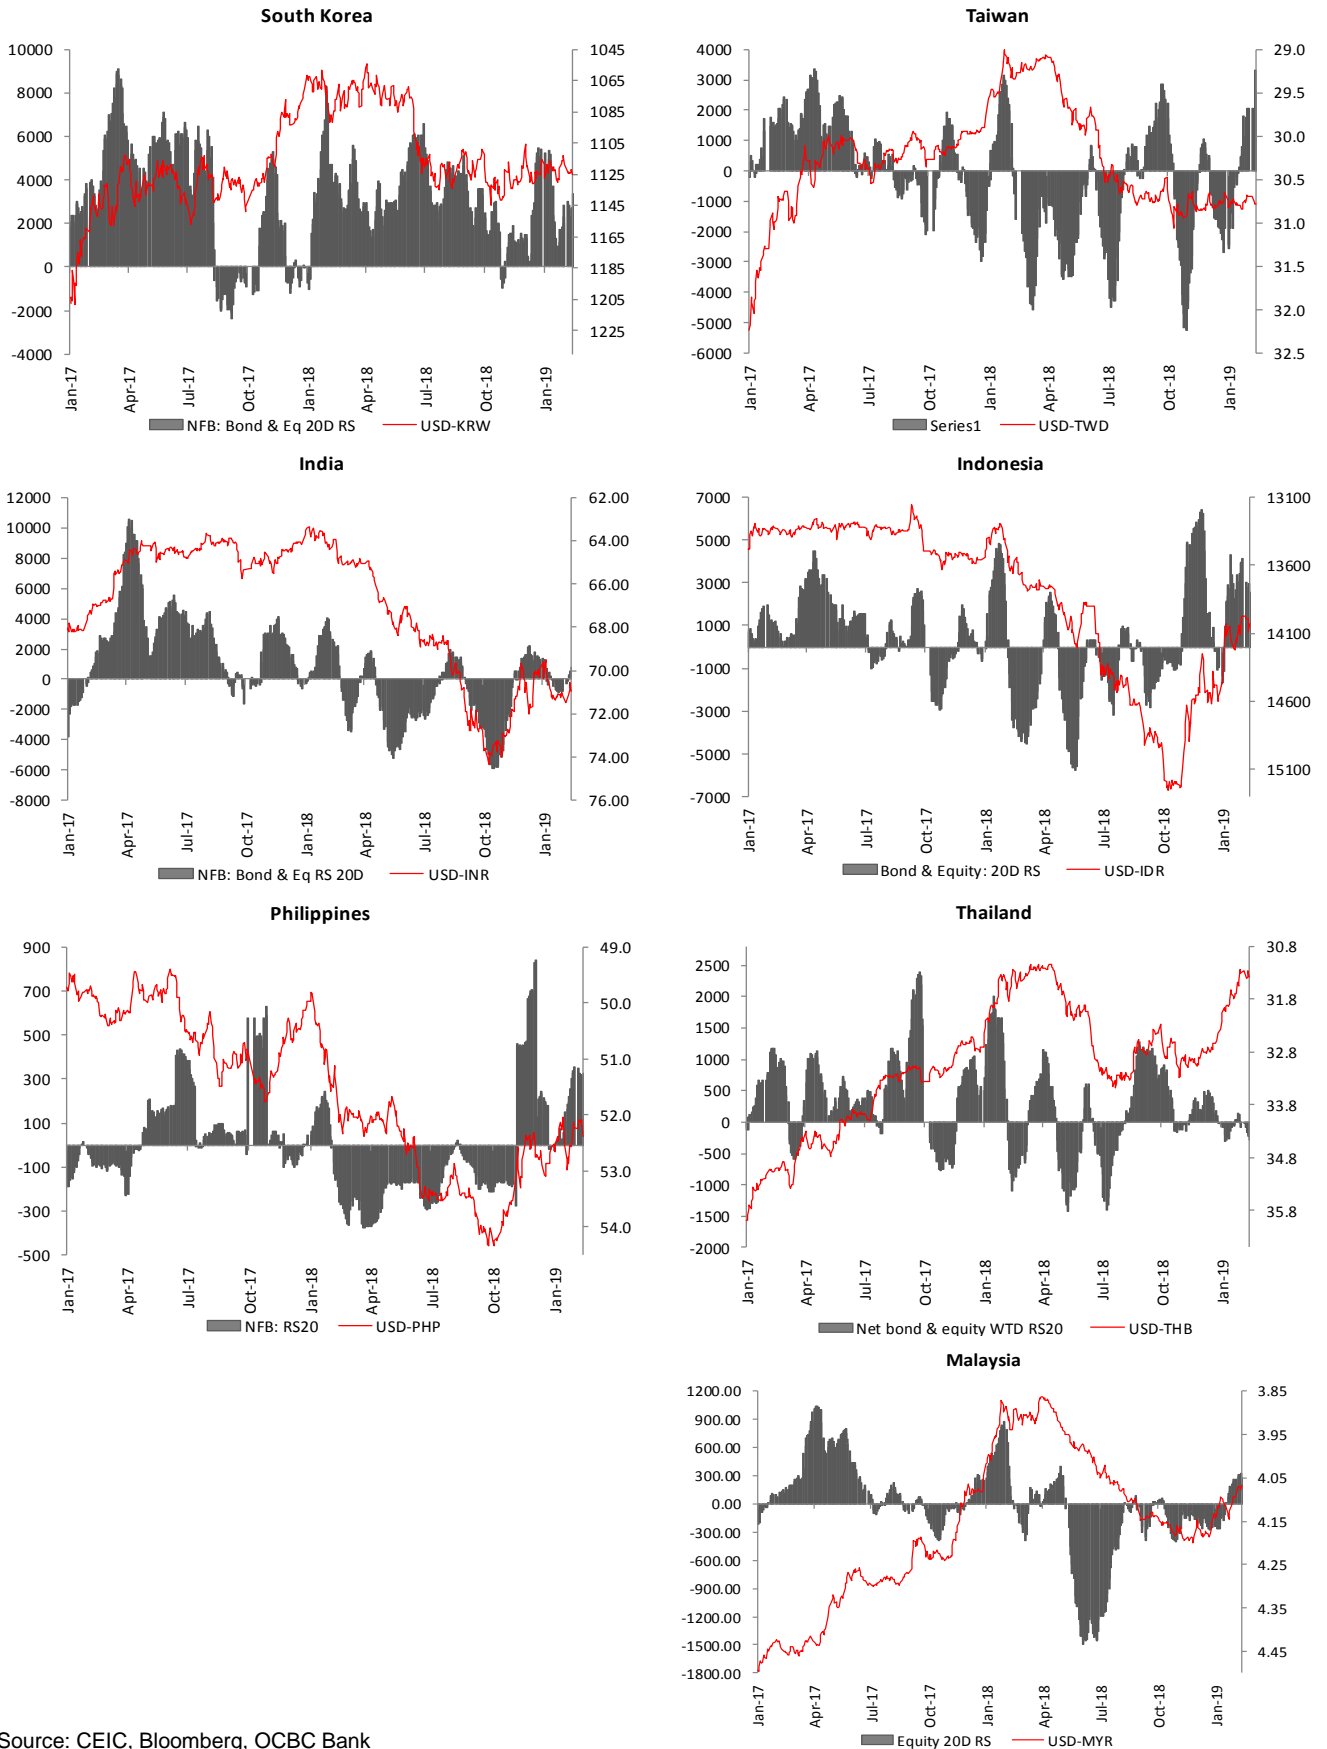 South Korea
10000
8000
6000
4000
2000
0
-2000
-4000
1045
1065
1085
1105
1125
1145
1165
1185
1205
1225
Jan-17
Apr-17
Jul-17
Oct-17
Jan-18
Apr-18
Jul-18
Oct-18
Jan-19
NFB: Bond & Eq 20D RS USD-KRW
Taiwan
4000
3000
2000
1000
0
-1000
-2000
-3000
-4000
-5000
-6000
29.0
29.5
30.0
30.5
31.0
31.5
32.0
32.5
Jan-17
Apr-17
Jul-17
Oct-17
Jan-18
Apr-18
Jul-18
Oct-18
Jan-19
Series1 USD-TWD
India
12000
10000
8000
6000
4000
2000
0
-2000
-4000
-6000
-8000
62.00
64.00
66.00
68.00
70.00
72.00
74.00
76.00
Jan-17
Apr-17
Jul-17
Oct-17
Jan-18
Apr-18
Jul-18
Oct-18
Jan-19
NFB: Bond & Eq RS 20D USD-INR
Indonesia
7000
5000
3000
1000
-1000
-3000
-5000
-7000
13100
13600
14100
14600
15100
Jan-17
Apr-17
Jul-17
Oct-17
Jan-18
Apr-18
Jul-18
Oct-18
Jan-19
Bond & Equity: 20D RS USD-IDR
Philippines
900
700
500
300
100
-100
-300
-500
49.0
50.0
51.0
52.0
53.0
54.0
Jan-17
Apr-17
Jul-17
Oct-17
Jan-18
Apr-18
Jul-18
Oct-18
Jan-19
NFB: RS20 USD-PHP
Thailand
2500
2000
1500
1000
500
0
-500
-1000
-1500
-2000
30.8
31.8
32.8
33.8
34.8
35.8
Jan-17
Apr-17
Jul-17
Oct-17
Jan-18
Apr-18
Jul-18
Oct-18
Jan-19
Net bond & equity WTD RS20 USD-THB
Malaysia
1200.00
900.00
600.00
300.00
0.00
-300.00
-600.00
-900.00
-1200.00
-1500.00
-1800.00
3.85
3.95
4.05
4.15
4.25
4.35
4.45
Jan-17
Apr-17
Jul-17
Oct-17
Jan-18
Apr-18
Jul-18
Oct-18
Jan-19
Equity 20D RS USD-MYR
Source: CEIC, Bloomberg, OCBC Bank